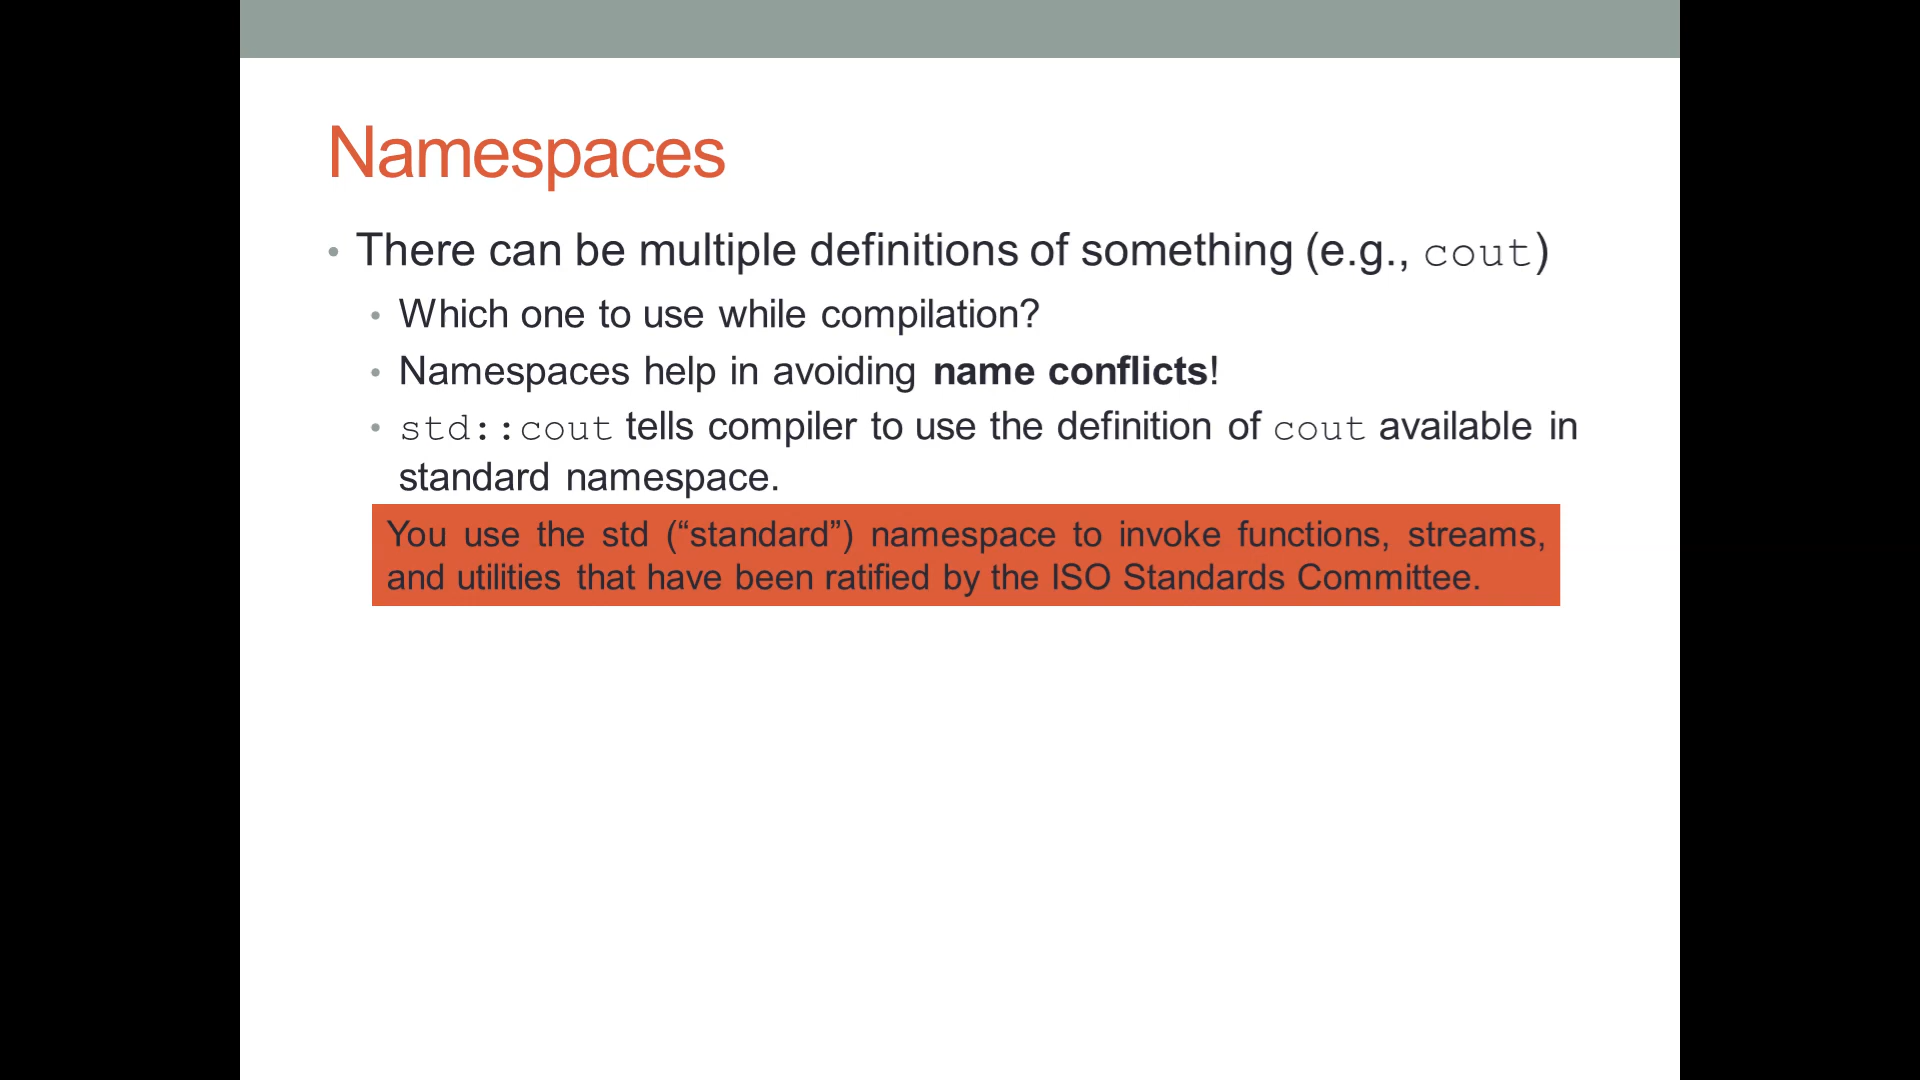 Namespaces
• There can be multiple definitions of something (e.g., cout)
• Which one to use while compilation?
• Namespaces help in avoiding name conflicts!
• std::cout tells compiler to use the definition of cout available in
standard namespace.
You use the std (“standard”) namespace to invoke functions, streams,
and utilities that have been ratified by the ISO Standards Committee.